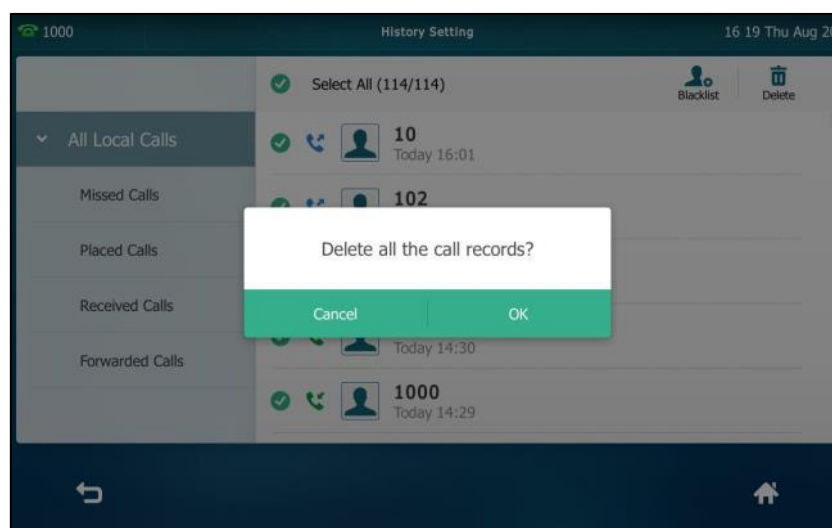 1000
History Setting
16 19 Thu Aug 20
Select All (114/114)
Blacklist
Delete
All Local Calls
10
Today 16:01
Missed Calls
102
Placed Calls
Delete all the call records?
Received Calls
Cancel
OK
Today 14:30
Forwarded Calls
1000
Today 14:29